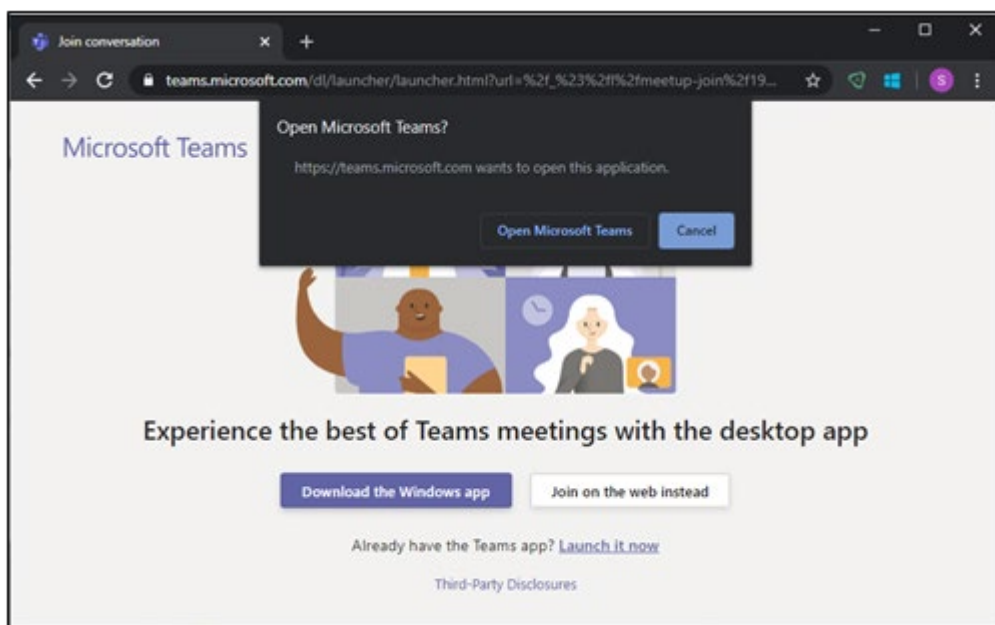 Join conversation
teams.microsoft.com/dl/launcher/launcher.html?url=%2f_%23%2fl%2fmeetup-join%2f19...
S
Microsoft Teams
Open Microsoft Teams?
https://teams.microsoft.com wants to open this application.
Open Microsoft Teams
Cancel
Experience the best of Teams meetings with the desktop app
Download the Windows app
Join on the web instead
Already have the Teams app? Launch it now
Third-Party Disclosures